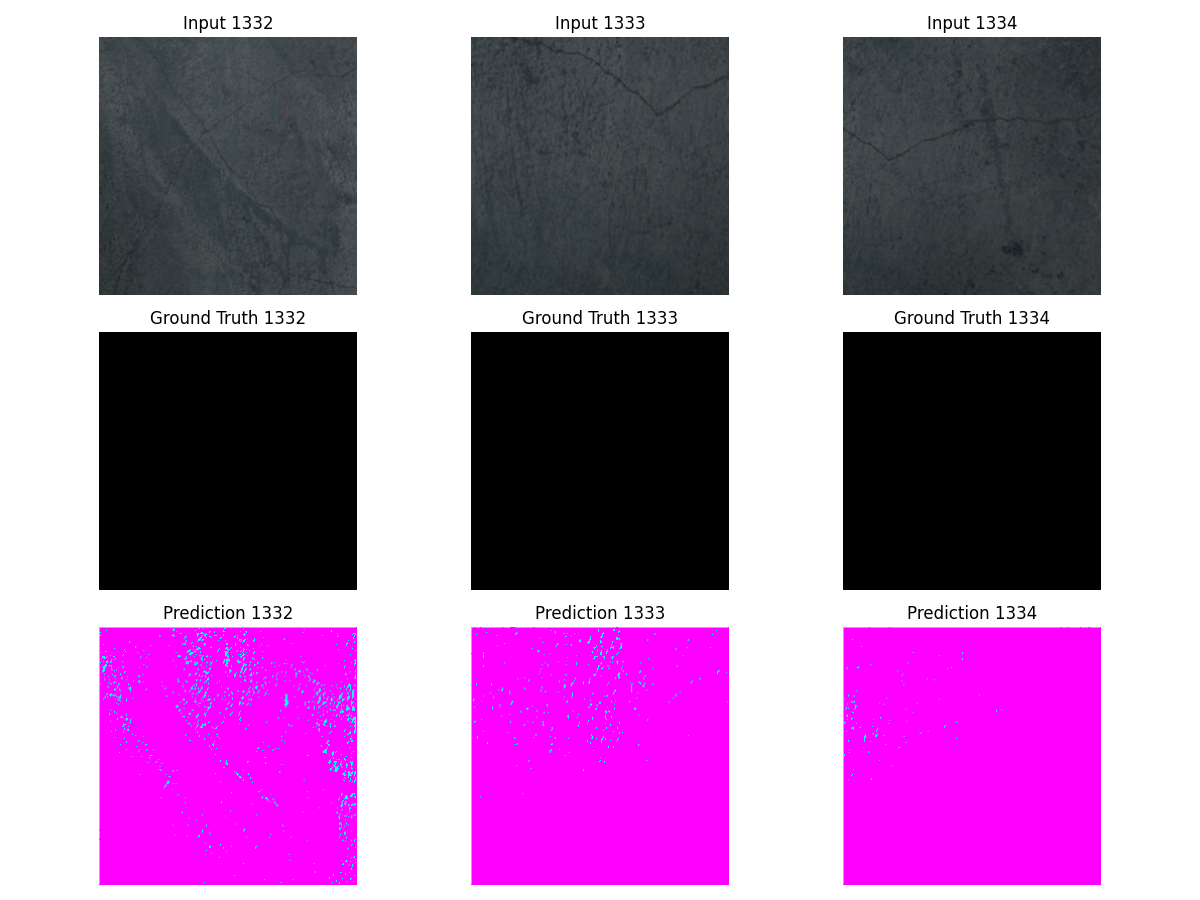 Input 1332
Input 1333
Input 1334
Ground Truth 1332
Ground Truth 1333
Ground Truth 1334
Prediction 1332
Prediction 1333
Prediction 1334